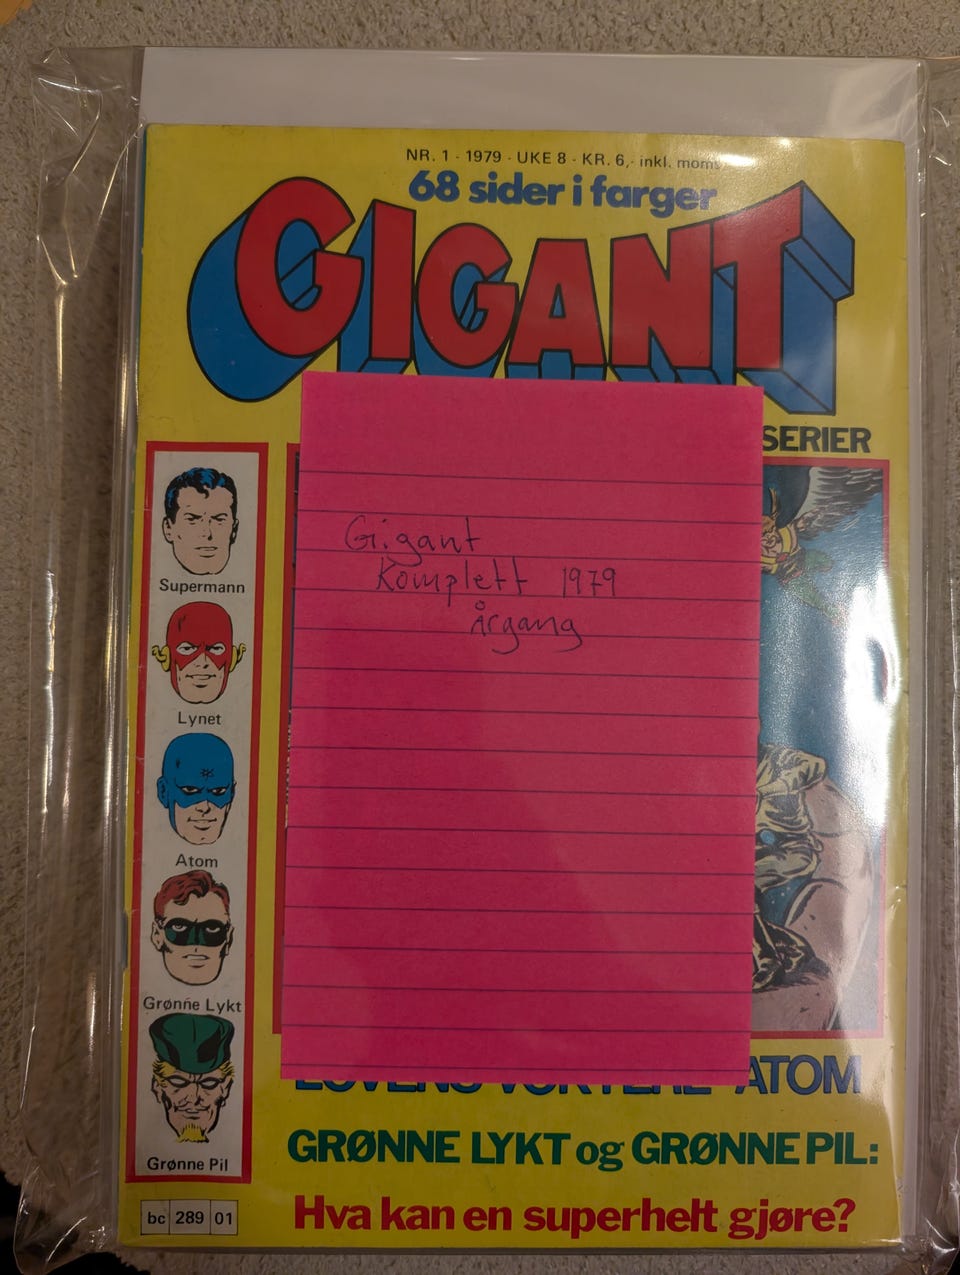 NR. 1 - 1979 - UKE 8 - KR. 6,- inkl. moms
68 sider i farger
GIGANT
SERIER
Supermann
Lynet
Atom
Grønne Lykt
Grønne Pil
Gigant
Komplett 1979
årgang
ATOM
GRØNNE LYKT og GRØNNE PIL:
Hva kan en superhelt gjøre?
bc 289 01